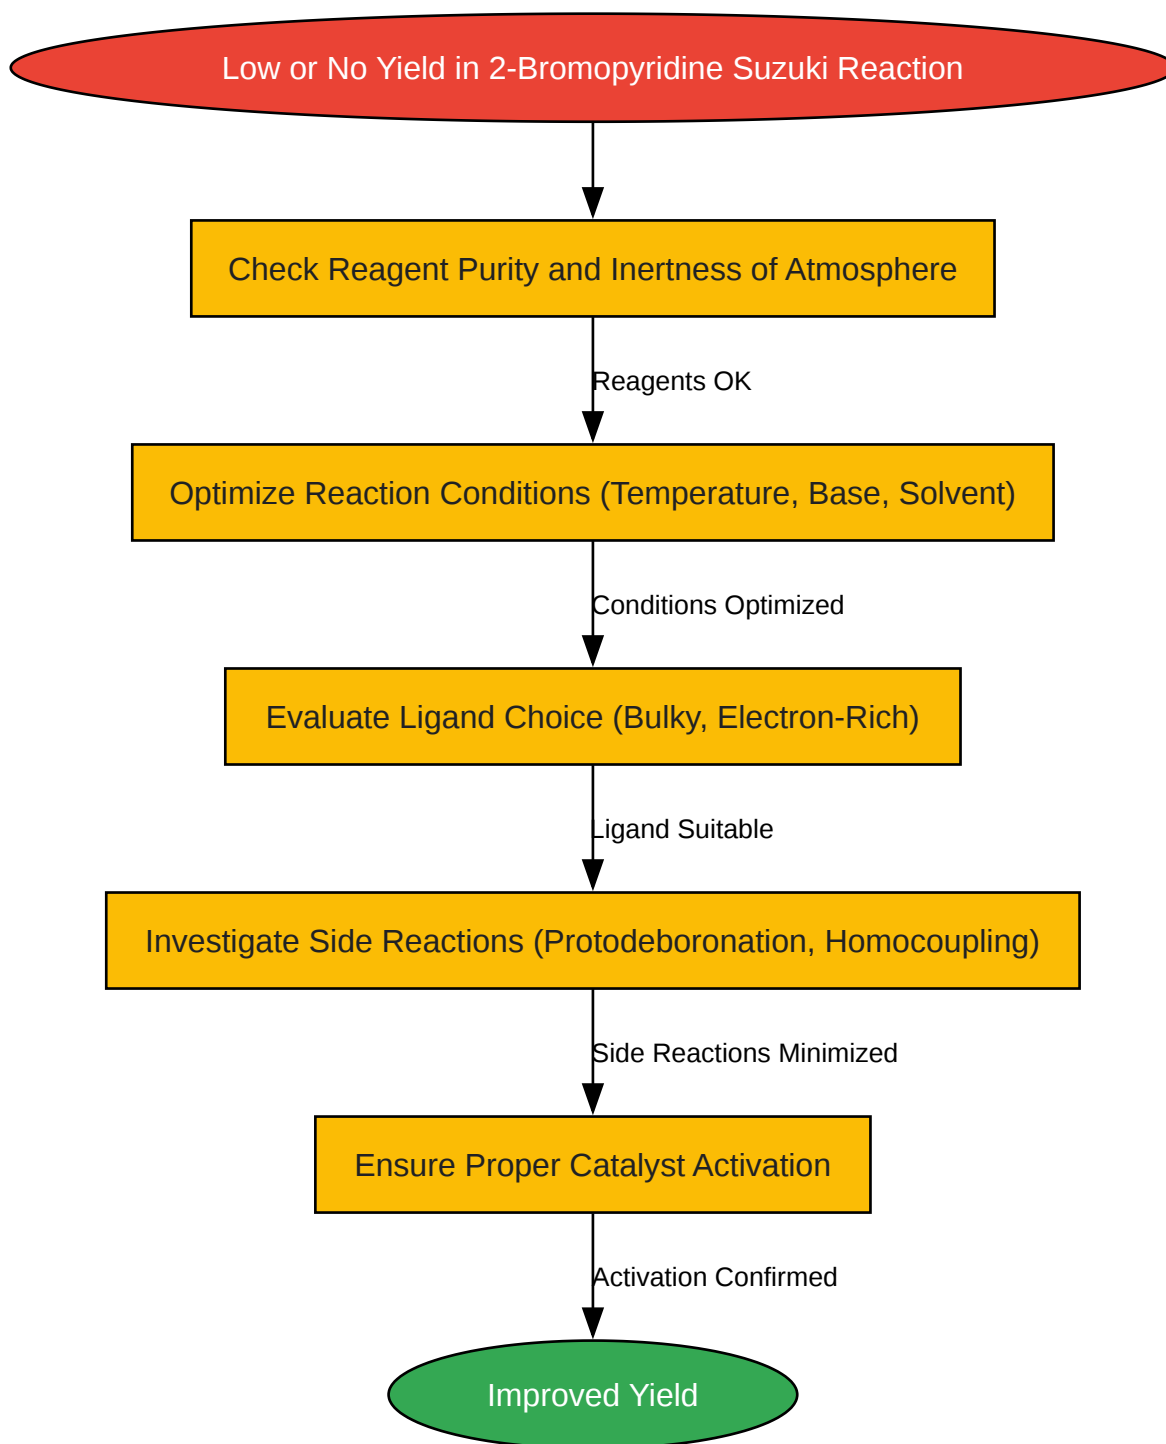 Low or No Yield in 2-Bromopyridine Suzuki Reaction
Check Reagent Purity and Inertness of Atmosphere
Reagents OK
Optimize Reaction Conditions (Temperature, Base, Solvent)
Conditions Optimized
Evaluate Ligand Choice (Bulky, Electron-Rich)
Ligand Suitable
Investigate Side Reactions (Protodeboronation, Homocoupling)
Side Reactions Minimized
Ensure Proper Catalyst Activation
Activation Confirmed
Improved Yield